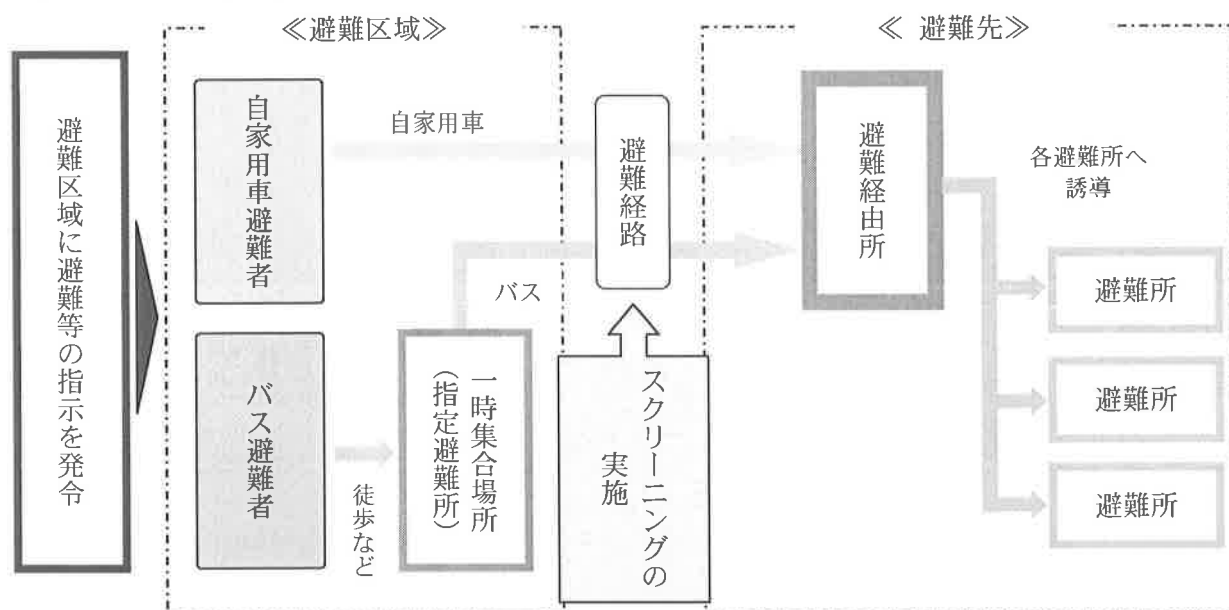 ≪避難区域≫
≪ 避難先≫
避難区域に避難等の指示を発令
自家用車避難者
自家用車
避難経路
避難経由所
各避難所へ
誘導
バス
バス避難者
徒歩など
一時集合場所
（指定避難所）
スクリーニングの
実施
避難所
避難所
避難所